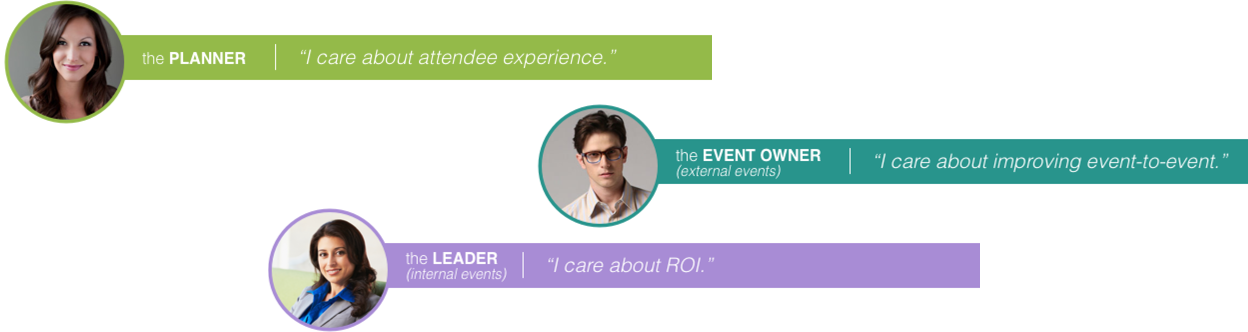 the PLANNER | “I care about attendee experience.”
the EVENT OWNER | “I care about improving event-to-event.”
(external events)
the LEADER | “I care about ROI.”
(internal events)